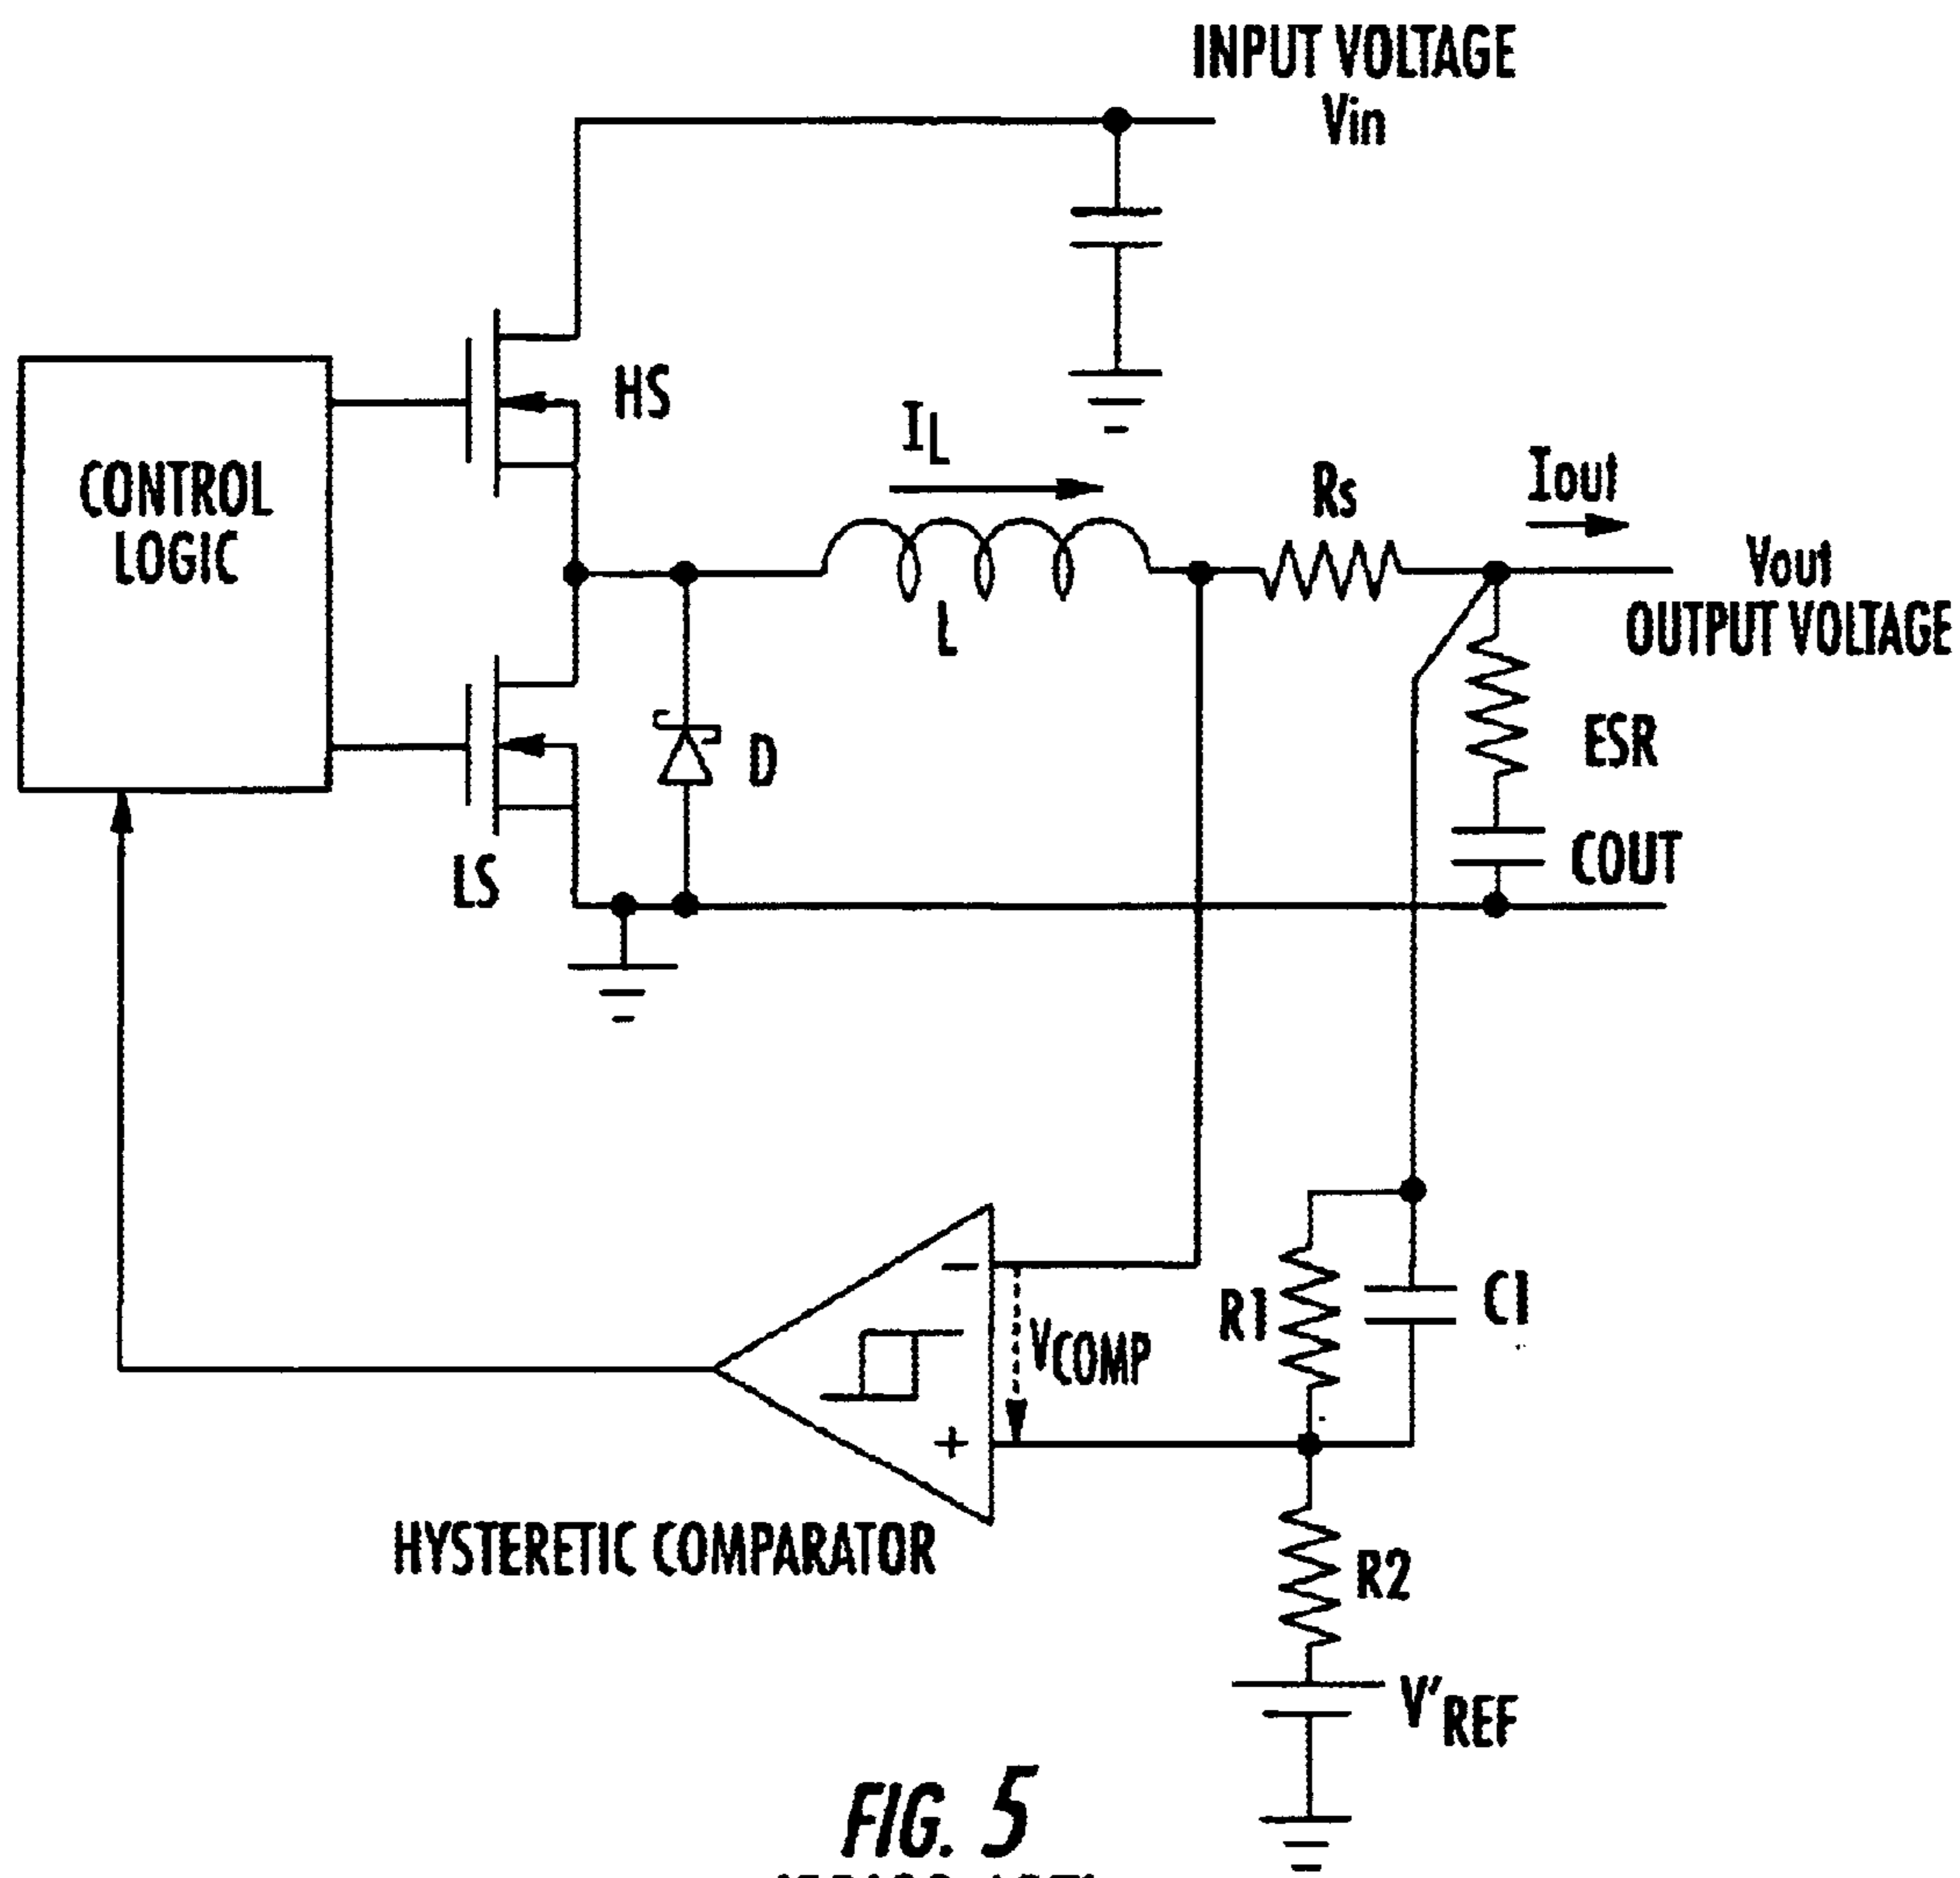 INPUT VOLTAGE
Vin
HS
CONTROL
LOGIC
IL
Rs
Iout
Vout
OUTPUT VOLTAGE
L
ESR
D
COUT
LS
−
R1
C1
VCOMP
+
HYSTERETIC COMPARATOR
R2
V'REF
FIG. 5